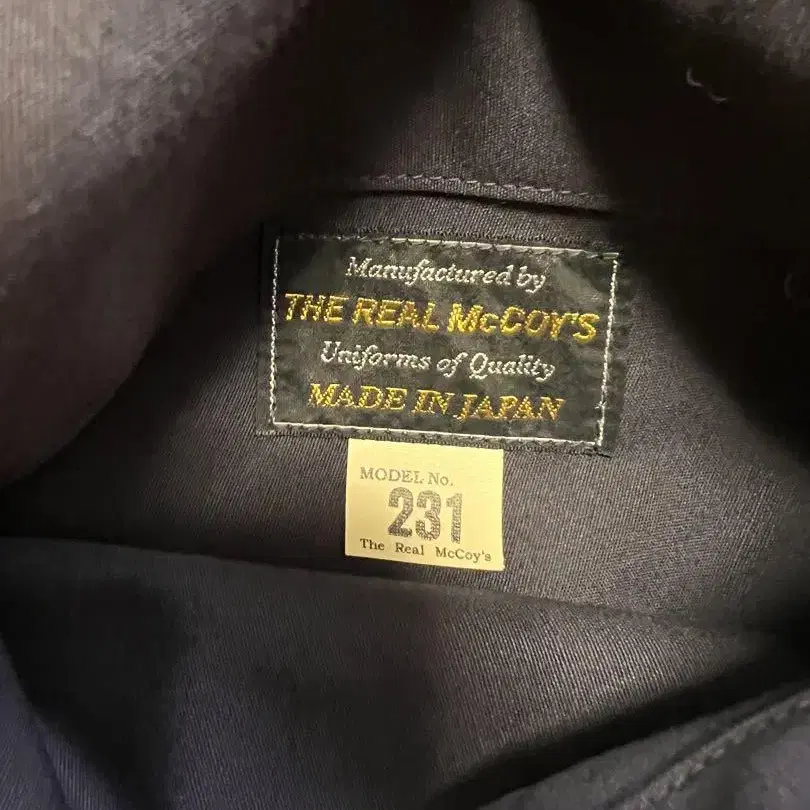 Manufactured by
THE REAL McCOY'S
Uniforms of Quality
MADE IN JAPAN
MODEL No.
231
The Real McCoy's